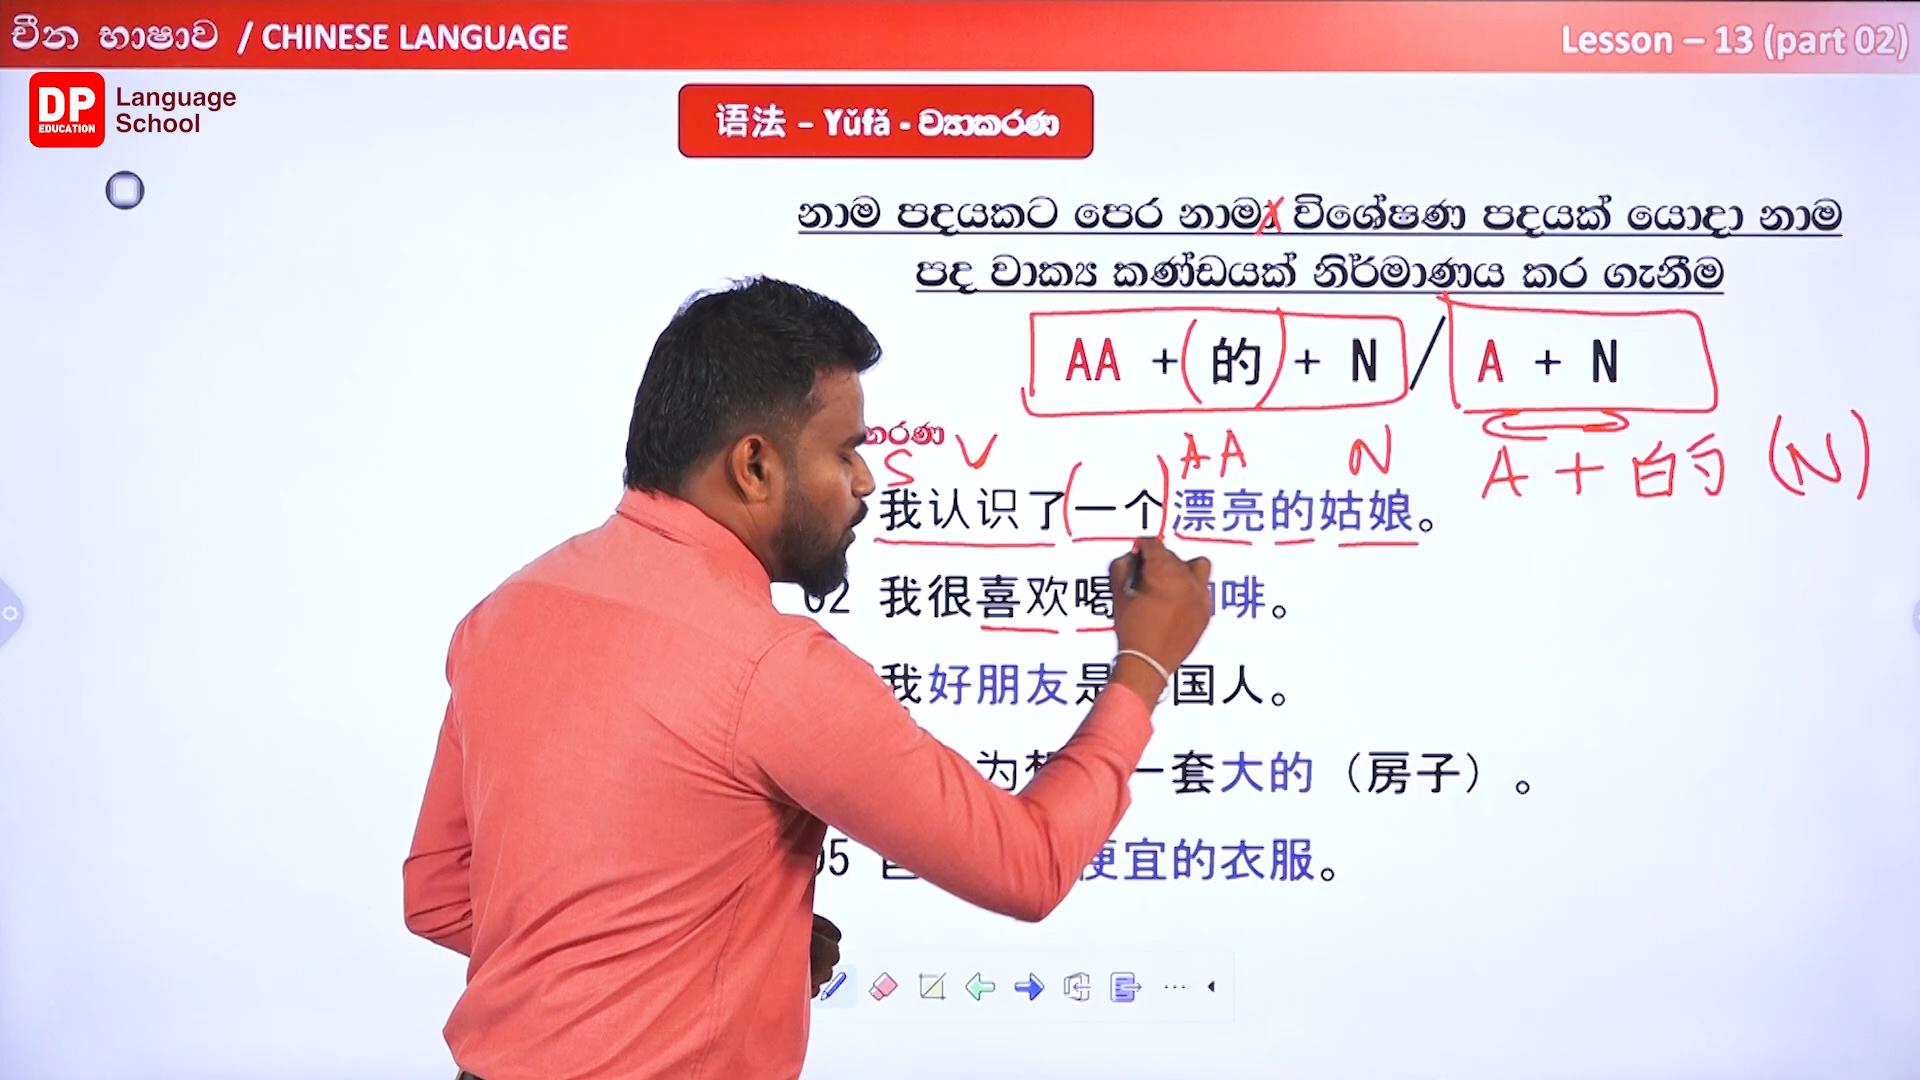 චීන භාෂාව / CHINESE LANGUAGE
Lesson – 13 (part 02)
DP
EDUCATION
Language
School
语法 – Yǔfǎ - ව්‍යාකරණ
නාම පදයකට පෙර නාම විශේෂණ පදයක් යොදා නාම
පද වාක්‍ය කණ්ඩයක් නිර්මාණය කර ගැනීම
AA + (的) + N / A + N
S V AA N A + 的 (N)
我认识了(一个)漂亮的姑娘。
02 我很喜欢喝 啡。
我好朋友是 国人。
为 一套大的（房子）。
05 便宜的衣服。